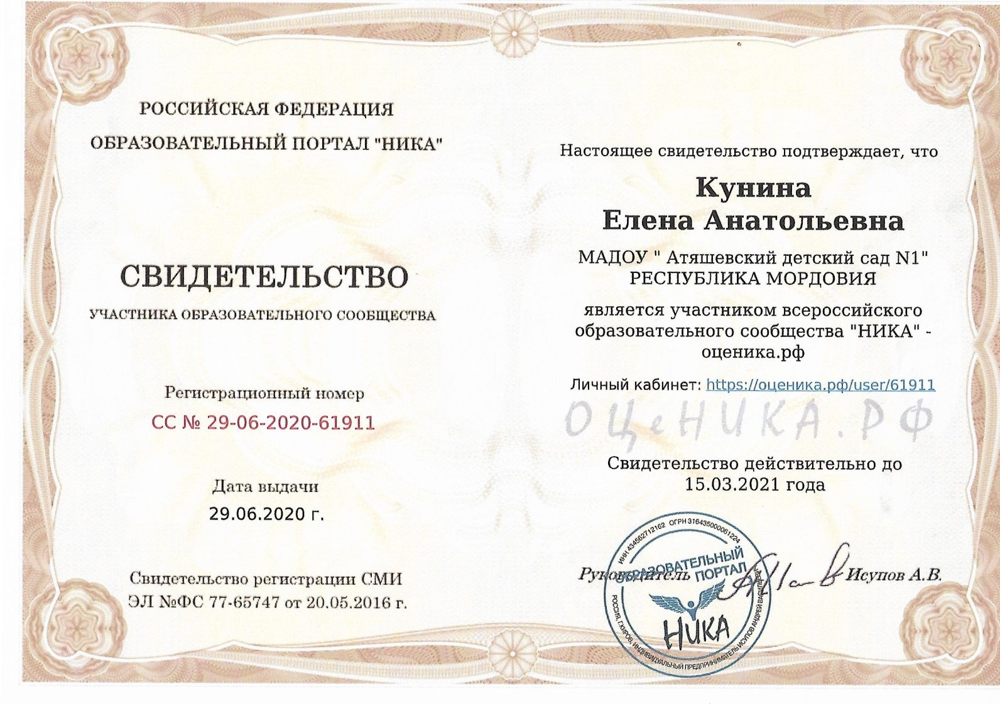 РОССИЙСКАЯ ФЕДЕРАЦИЯ
ОБРАЗОВАТЕЛЬНЫЙ ПОРТАЛ "НИКА"
СВИДЕТЕЛЬСТВО
УЧАСТНИКА ОБРАЗОВАТЕЛЬНОГО СООБЩЕСТВА
Регистрационный номер
СС № 29-06-2020-61911
Дата выдачи
29.06.2020 г.
Свидетельство регистрации СМИ
ЭЛ №ФС 77-65747 от 20.05.2016 г.
Настоящее свидетельство подтверждает, что
Кунина
Елена Анатольевна
МАДОУ " Атяшевский детский сад N1"
РЕСПУБЛИКА МОРДОВИЯ
является участником всероссийского
образовательного сообщества "НИКА" -
оценика.рф
Личный кабинет: https://оценика.рф/user/61911
ОЦеНИКА.РФ
Свидетельство действительно до
15.03.2021 года
Руководитель Исупов А.В.
ИНН 434562712162 ОГРН 316435000061224
ОБРАЗОВАТЕЛЬНЫЙ
ПОРТАЛ
НИКА
РОССИЯ, Г.КИРОВ, ИНДИВИДУАЛЬНЫЙ ПРЕДПРИНИМАТЕЛЬ ИСУПОВ АНДРЕЙ